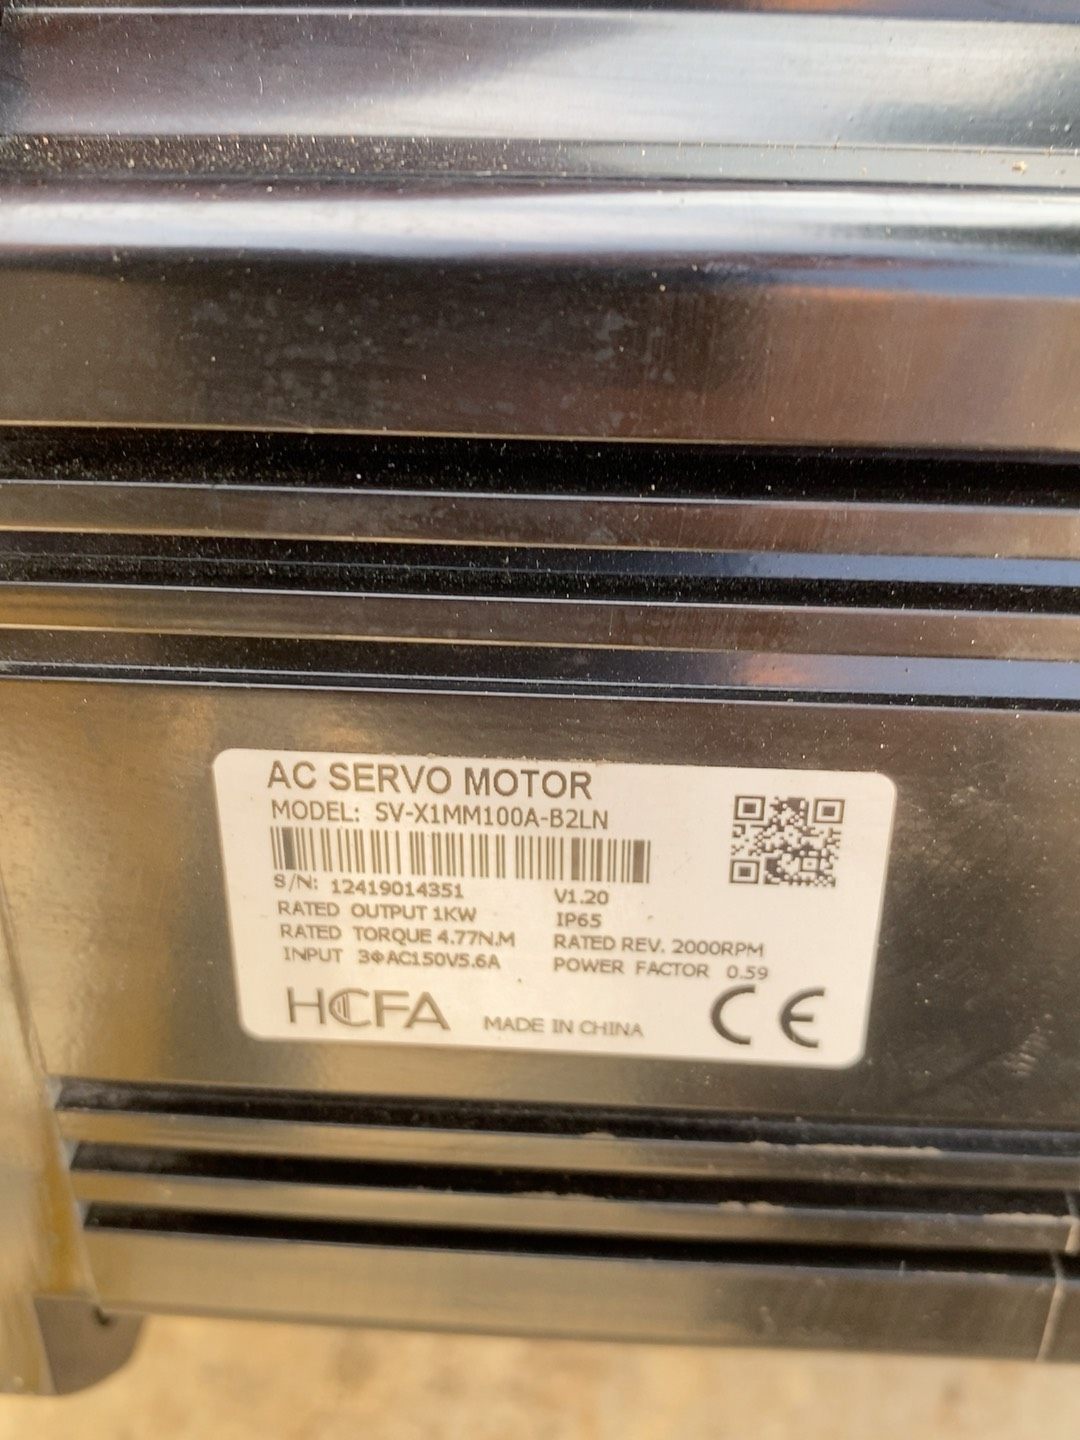 AC SERVO MOTOR
MODEL: SV-X1MM100A-B2LN
S/N: 12419014351 V1.20
RATED OUTPUT 1KW IP65
RATED TORQUE 4.77N.M RATED REV. 2000RPM
INPUT 3ΦAC150V5.6A POWER FACTOR 0.59
HCFA MADE IN CHINA CE